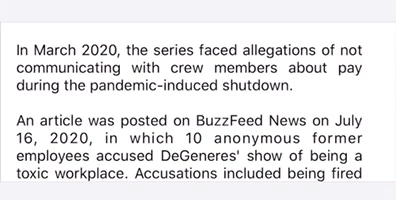 In March 2020, the series faced allegations of not
communicating with crew members about pay
during the pandemic-induced shutdown.
An article was posted on BuzzFeed News on July
16, 2020, in which 10 anonymous former
employees accused DeGeneres' show of being a
toxic workplace. Accusations included being fired